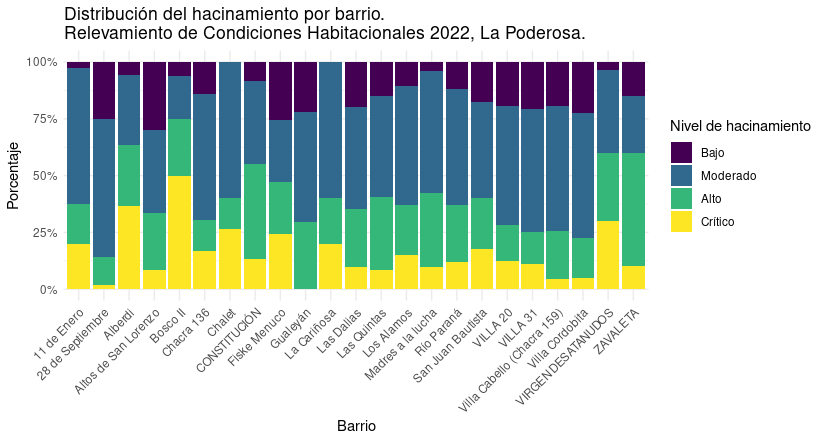 Distribución del hacinamiento por barrio.
Relevamiento de Condiciones Habitacionales 2022, La Poderosa.
100%
75%
50%
25%
0%
Porcentaje
11 de Enero
28 de Septiembre
Alberdi
Altos de San Lorenzo
Bosco II
Chacra 136
Chalet
CONSTITUCIÓN
Fiske Menuco
Gualeyán
La Cariñosa
Las Dalias
Las Quintas
Los Alamos
Madres a la lucha
Río Paraná
San Juan Bautista
VILLA 20
VILLA 31
Villa Cabello (Chacra 159)
Villa Cordobita
VIRGENDESATANUDOS
ZAVALETA
Barrio
Nivel de hacinamiento
Bajo
Moderado
Alto
Crítico